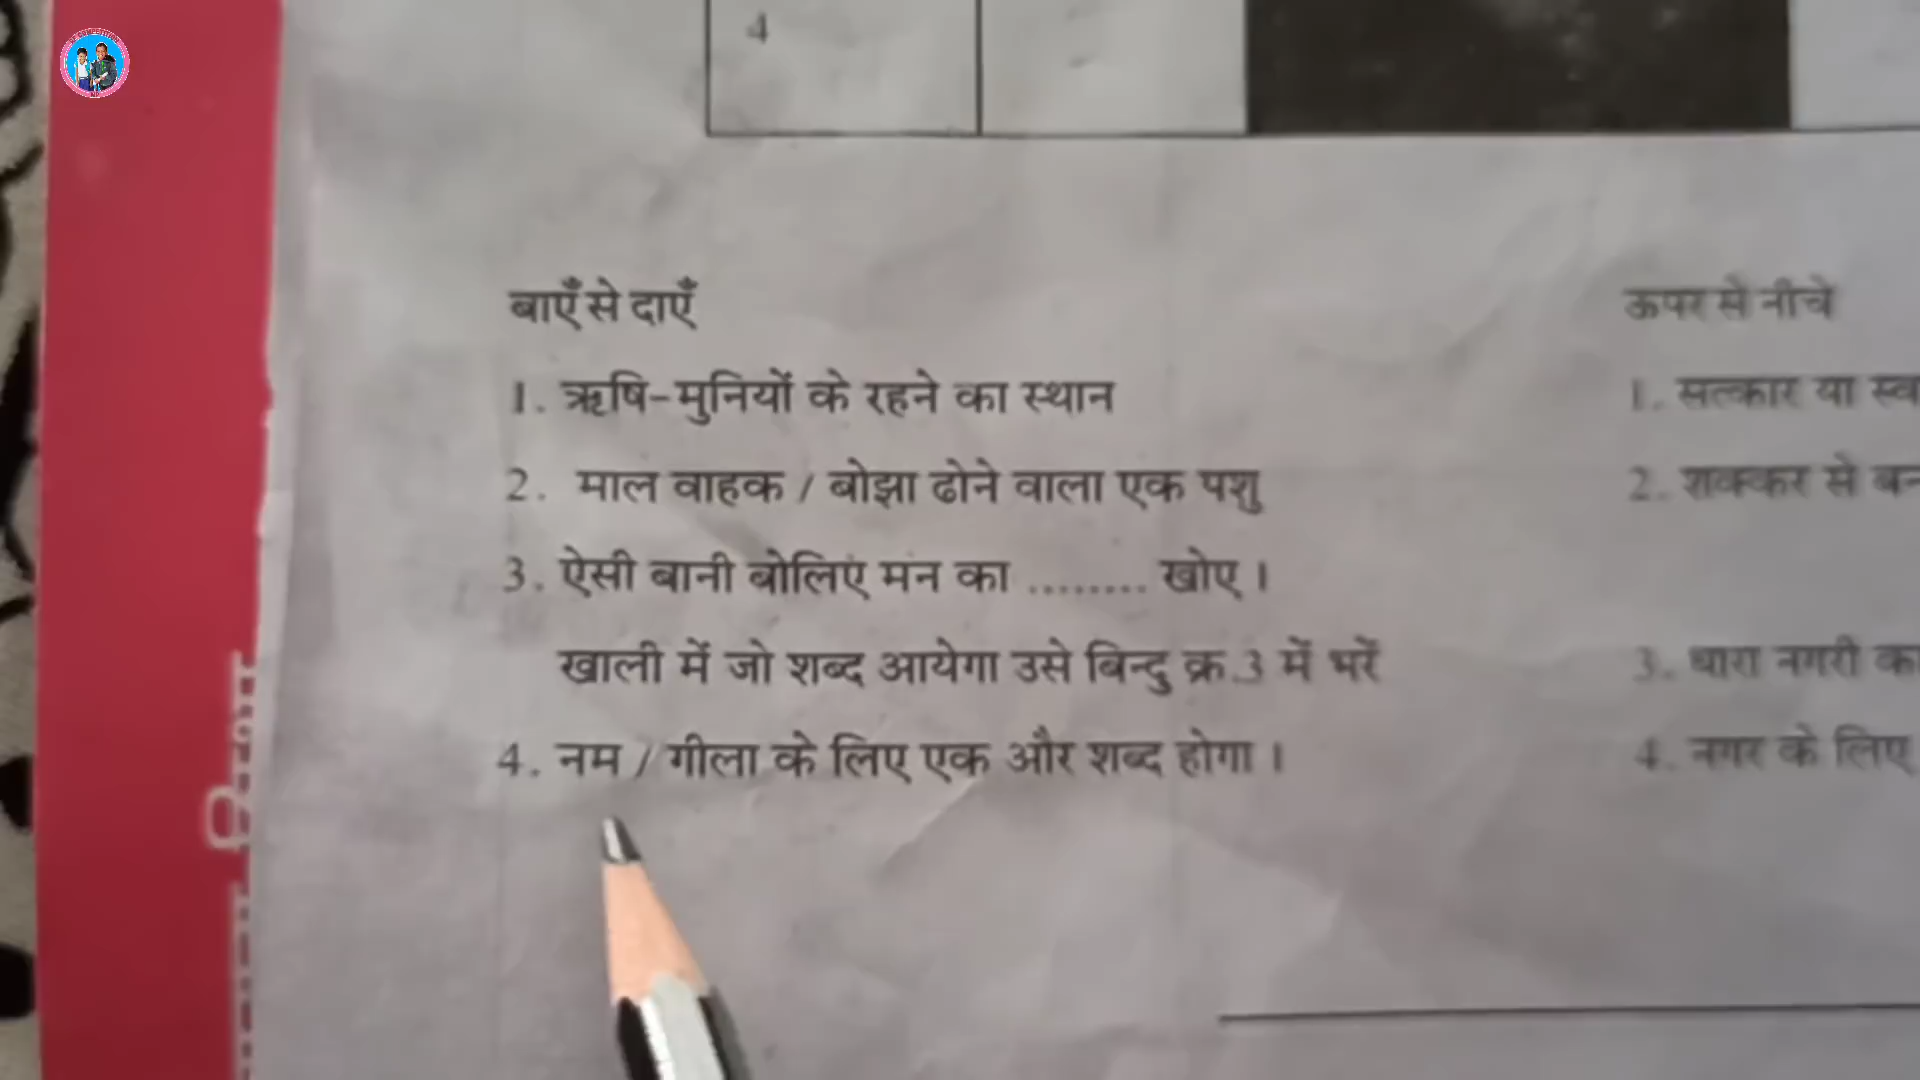 4
बाएँ से दाएँ
1. ऋषि-मुनियों के रहने का स्थान
2. माल वाहक / बोझा ढोने वाला एक पशु
3. ऐसी बानी बोलिएं मन का ........ खोए ।
खाली में जो शब्द आयेगा उसे बिन्दु क्र.3 में भरें
4. नम / गीला के लिए एक और शब्द होगा ।
ऊपर से नीचे
1. सत्कार या
2. शक्कर से
3. धारा नगरी
4. नगर के लिए